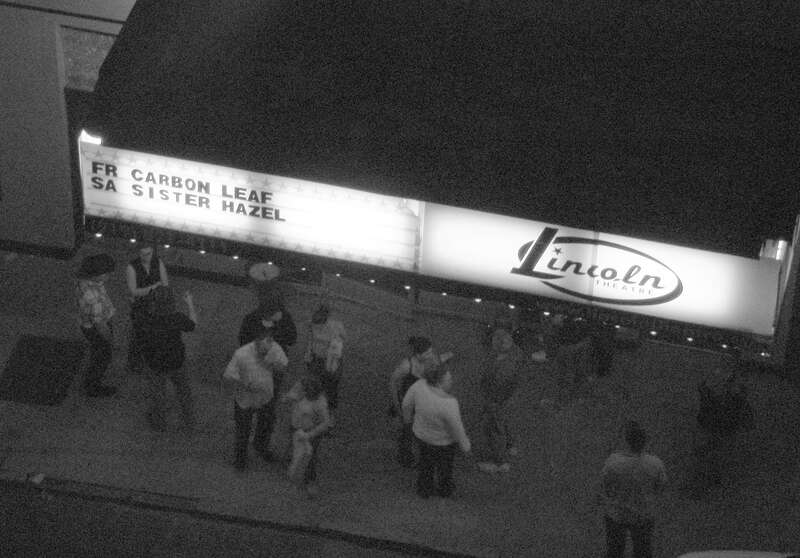 FR CARBON LEAF
SA SISTER HAZEL
Lincoln
THEATRE